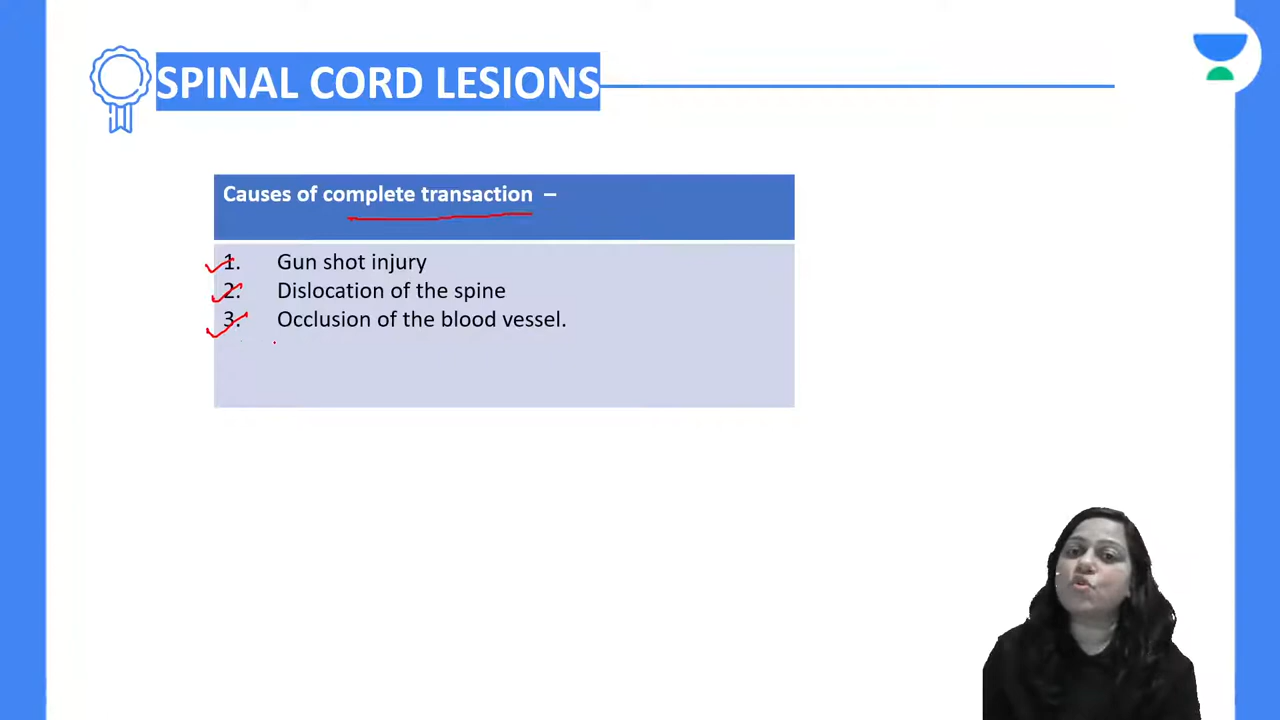 SPINAL CORD LESIONS
Causes of complete transaction –
1. Gun shot injury
2. Dislocation of the spine
3. Occlusion of the blood vessel.